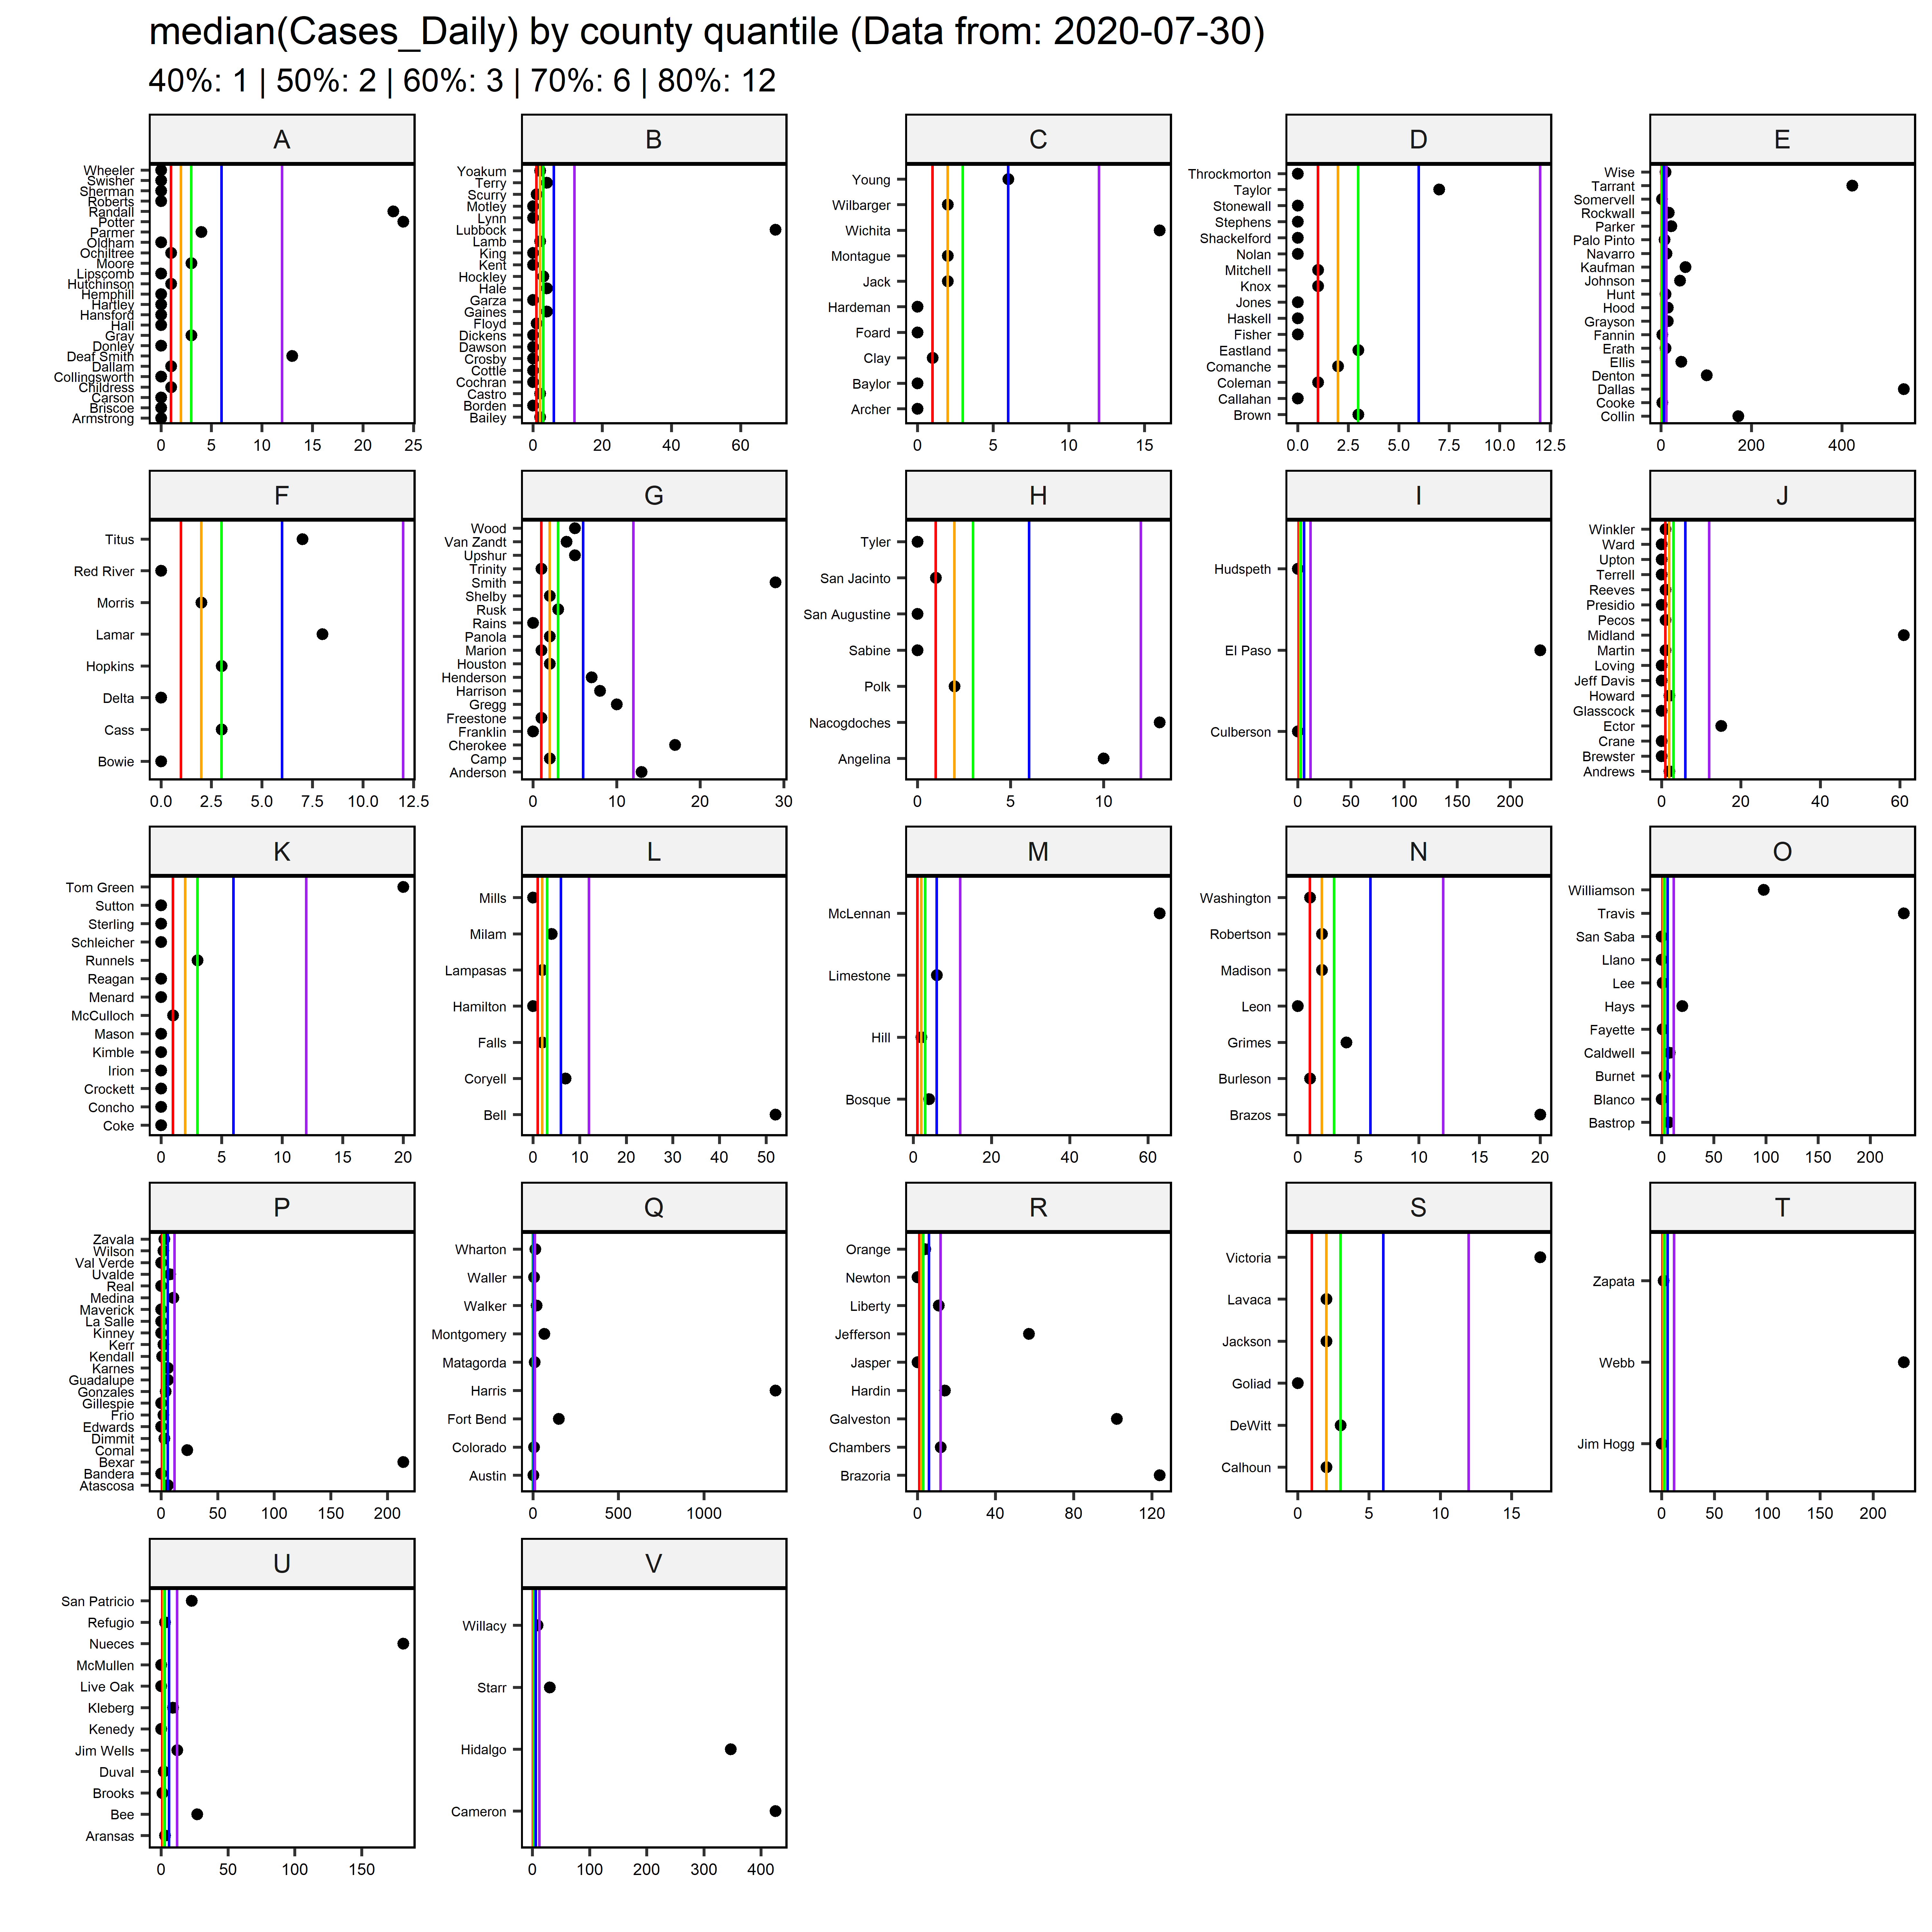 median(Cases_Daily) by county quantile (Data from: 2020-07-30)
40%: 1 | 50%: 2 | 60%: 3 | 70%: 6 | 80%: 12
A
Wheeler
Swisher
Sherman
Roberts
Randall
Potter
Parmer
Oldham
Ochiltree
Moore
Lipscomb
Hutchinson
Hemphill
Hartley
Hansford
Hall
Gray
Donley
Deaf Smith
Dallam
Collingsworth
Childress
Carson
Briscoe
Armstrong
0 5 10 15 20 25
B
Yoakum
Terry
Scurry
Motley
Lynn
Lubbock
Lamb
King
Kent
Hockley
Hale
Garza
Gaines
Floyd
Dickens
Dawson
Crosby
Cottle
Cochran
Castro
Borden
Bailey
0 20 40 60
C
Young
Wilbarger
Wichita
Montague
Jack
Hardeman
Foard
Clay
Baylor
Archer
0 5 10 15
D
Throckmorton
Taylor
Stonewall
Stephens
Shackelford
Nolan
Mitchell
Knox
Jones
Haskell
Fisher
Eastland
Comanche
Coleman
Callahan
Brown
0.0 2.5 5.0 7.5 10.0 12.5
E
Wise
Tarrant
Somervell
Rockwall
Parker
Palo Pinto
Navarro
Kaufman
Johnson
Hunt
Hood
Grayson
Fannin
Erath
Ellis
Denton
Dallas
Cooke
Collin
0 200 400
F
Titus
Red River
Morris
Lamar
Hopkins
Delta
Cass
Bowie
0.0 2.5 5.0 7.5 10.0 12.5
G
Wood
Van Zandt
Upshur
Trinity
Smith
Shelby
Rusk
Rains
Panola
Marion
Houston
Henderson
Harrison
Gregg
Freestone
Franklin
Cherokee
Camp
Anderson
0 10 20 30
H
Tyler
San Jacinto
San Augustine
Sabine
Polk
Nacogdoches
Angelina
0 5 10
I
Hudspeth
El Paso
Culberson
0 50 100 150 200
J
Winkler
Ward
Upton
Terrell
Reeves
Presidio
Pecos
Midland
Martin
Loving
Jeff Davis
Howard
Glasscock
Ector
Crane
Brewster
Andrews
0 20 40 60
K
Tom Green
Sutton
Sterling
Schleicher
Runnels
Reagan
Menard
McCulloch
Mason
Kimble
Irion
Crockett
Concho
Coke
0 5 10 15 20
L
Mills
Milam
Lampasas
Hamilton
Falls
Coryell
Bell
0 10 20 30 40 50
M
McLennan
Limestone
Hill
Bosque
0 20 40 60
N
Washington
Robertson
Madison
Leon
Grimes
Burleson
Brazos
0 5 10 15 20
O
Williamson
Travis
San Saba
Llano
Lee
Hays
Fayette
Caldwell
Burnet
Blanco
Bastrop
0 50 100 150 200
P
Zavala
Wilson
Val Verde
Uvalde
Real
Medina
Maverick
La Salle
Kinney
Kerr
Kendall
Karnes
Guadalupe
Gonzales
Gillespie
Frio
Edwards
Dimmit
Comal
Bexar
Bandera
Atascosa
0 50 100 150 200
Q
Wharton
Waller
Walker
Montgomery
Matagorda
Harris
Fort Bend
Colorado
Austin
0 500 1000
R
Orange
Newton
Liberty
Jefferson
Jasper
Hardin
Galveston
Chambers
Brazoria
0 40 80 120
S
Victoria
Lavaca
Jackson
Goliad
DeWitt
Calhoun
0 5 10 15
T
Zapata
Webb
Jim Hogg
0 50 100 150 200
U
San Patricio
Refugio
Nueces
McMullen
Live Oak
Kleberg
Kenedy
Jim Wells
Duval
Brooks
Bee
Aransas
0 50 100 150
V
Willacy
Starr
Hidalgo
Cameron
0 100 200 300 400